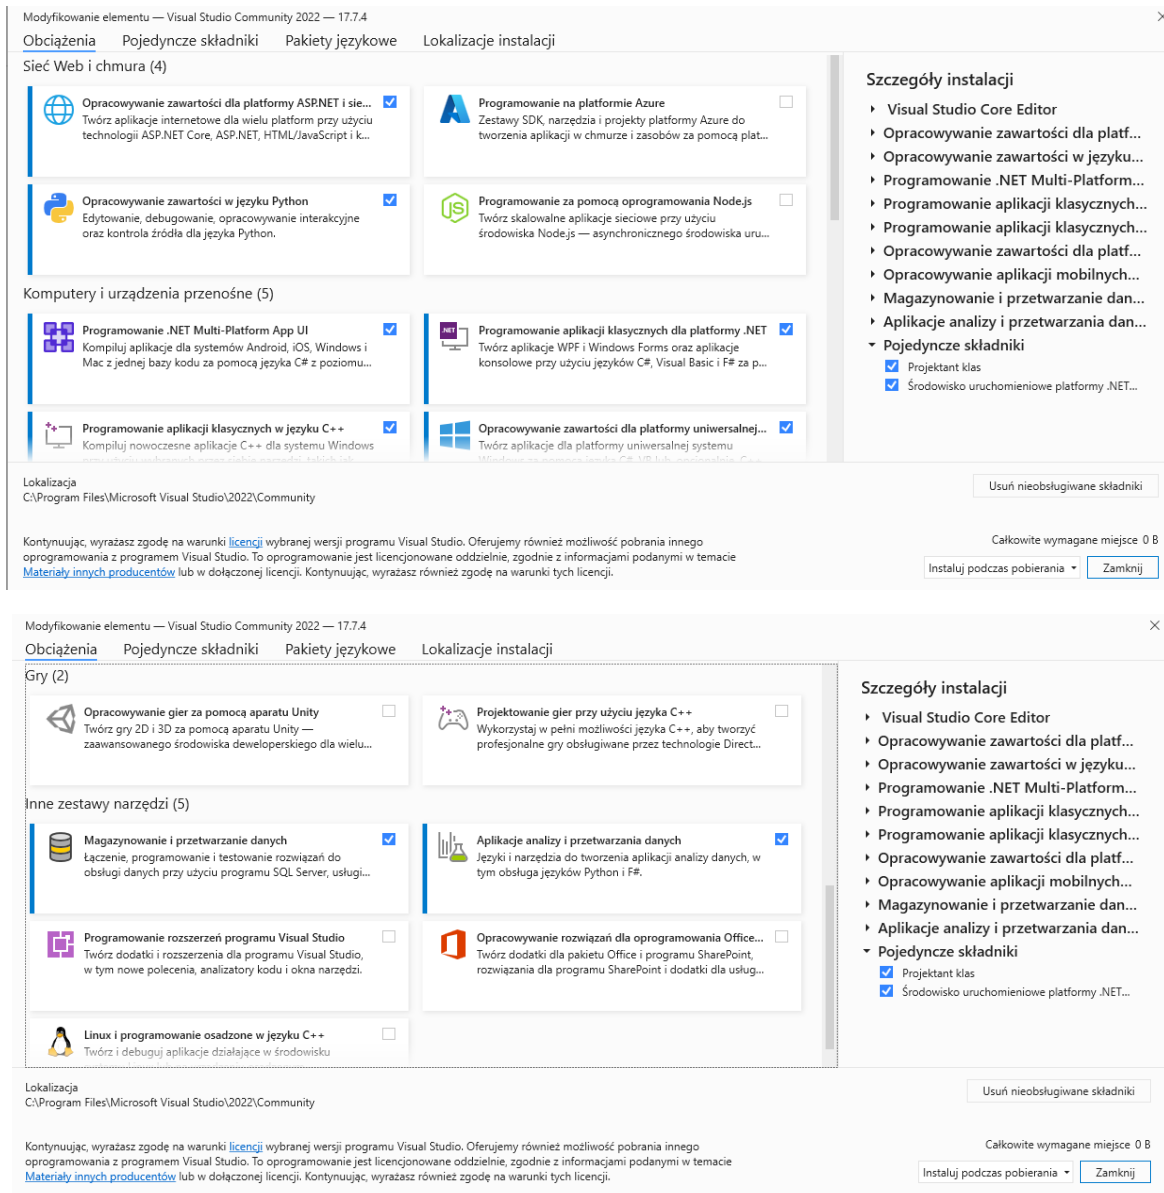 Modyfikowanie elementu — Visual Studio Community 2022 — 17.7.4
Obciążenia Pojedyncze składniki Pakiety językowe Lokalizacje instalacji
Sieć Web i chmura (4)
Opracowywanie zawartości dla platformy ASP.NET i sie...
Twórz aplikacje internetowe dla wielu platform przy użyciu
technologii ASP.NET Core, ASP.NET, HTML/JavaScript i k...
Programowanie na platformie Azure
Zestawy SDK, narzędzia i projekty platformy Azure do
tworzenia aplikacji w chmurze i zasobów za pomocą plat...
Opracowywanie zawartości w języku Python
Edytowanie, debugowanie, opracowywanie interakcyjne
oraz kontrola źródła dla języka Python.
Programowanie za pomocą oprogramowania Node.js
Twórz skalowalne aplikacje sieciowe przy użyciu
środowiska Node.js — asynchronicznego środowiska uru...
Komputery i urządzenia przenośne (5)
Programowanie .NET Multi-Platform App UI
Kompiluj aplikacje dla systemów Android, iOS, Windows i
Mac z jednej bazy kodu za pomocą języka C# z poziomu...
Programowanie aplikacji klasycznych dla platformy .NET
Twórz aplikacje WPF i Windows Forms oraz aplikacje
konsolowe przy użyciu języków C#, Visual Basic i F# za p...
Programowanie aplikacji klasycznych w języku C++
Kompiluj nowoczesne aplikacje C++ dla systemu Windows
Opracowywanie zawartości dla platformy uniwersalnej...
Twórz aplikacje dla platformy uniwersalnej systemu
Szczegóły instalacji
Visual Studio Core Editor
Opracowywanie zawartości dla platf...
Opracowywanie zawartości w języku...
Programowanie .NET Multi-Platform...
Programowanie aplikacji klasycznych...
Programowanie aplikacji klasycznych...
Opracowywanie zawartości dla platf...
Opracowywanie aplikacji mobilnych...
Magazynowanie i przetwarzanie dan...
Aplikacje analizy i przetwarzania dan...
Pojedyncze składniki
Projektant klas
Środowisko uruchomieniowe platformy .NET...
Lokalizacja
C:\Program Files\Microsoft Visual Studio\2022\Community
Usuń nieobsługiwane składniki
Kontynuując, wyrażasz zgodę na warunki licencji wybranej wersji programu Visual Studio. Oferujemy również możliwość pobrania innego
oprogramowania z programem Visual Studio. To oprogramowanie jest licencjonowane oddzielnie, zgodnie z informacjami podanymi w temacie
Materiały innych producentów lub w dołączonej licencji. Kontynuując, wyrażasz również zgodę na warunki tych licencji.
Całkowite wymagane miejsce 0 B
Instaluj podczas pobierania Zamknij
Modyfikowanie elementu — Visual Studio Community 2022 — 17.7.4
Obciążenia Pojedyncze składniki Pakiety językowe Lokalizacje instalacji
Gry (2)
Opracowywanie gier za pomocą aparatu Unity
Twórz gry 2D i 3D za pomocą aparatu Unity —
zaawansowanego środowiska deweloperskiego dla wielu...
Projektowanie gier przy użyciu języka C++
Wykorzystaj w pełni możliwości języka C++, aby tworzyć
profesjonalne gry obsługiwane przez technologie Direct...
Inne zestawy narzędzi (5)
Magazynowanie i przetwarzanie danych
Łączenie, programowanie i testowanie rozwiązań do
obsługi danych przy użyciu programu SQL Server, usługi...
Aplikacje analizy i przetwarzania danych
Języki i narzędzia do tworzenia aplikacji analizy danych, w
tym obsługa języków Python i F#.
Programowanie rozszerzeń programu Visual Studio
Twórz dodatki i rozszerzenia dla programu Visual Studio,
w tym nowe polecenia, analizatory kodu i okna narzędzi.
Opracowywanie rozwiązań dla oprogramowania Office...
Twórz dodatki dla pakietu Office i programu SharePoint,
rozwiązania dla programu SharePoint i dodatki dla usług...
Linux i programowanie osadzone w języku C++
Twórz i debuguj aplikacje działające w środowisku
Szczegóły instalacji
Visual Studio Core Editor
Opracowywanie zawartości dla platf...
Opracowywanie zawartości w języku...
Programowanie .NET Multi-Platform...
Programowanie aplikacji klasycznych...
Programowanie aplikacji klasycznych...
Opracowywanie zawartości dla platf...
Opracowywanie aplikacji mobilnych...
Magazynowanie i przetwarzanie dan...
Aplikacje analizy i przetwarzania dan...
Pojedyncze składniki
Projektant klas
Środowisko uruchomieniowe platformy .NET...
Lokalizacja
C:\Program Files\Microsoft Visual Studio\2022\Community
Usuń nieobsługiwane składniki
Kontynuując, wyrażasz zgodę na warunki licencji wybranej wersji programu Visual Studio. Oferujemy również możliwość pobrania innego
oprogramowania z programem Visual Studio. To oprogramowanie jest licencjonowane oddzielnie, zgodnie z informacjami podanymi w temacie
Materiały innych producentów lub w dołączonej licencji. Kontynuując, wyrażasz również zgodę na warunki tych licencji.
Całkowite wymagane miejsce 0 B
Instaluj podczas pobierania Zamknij